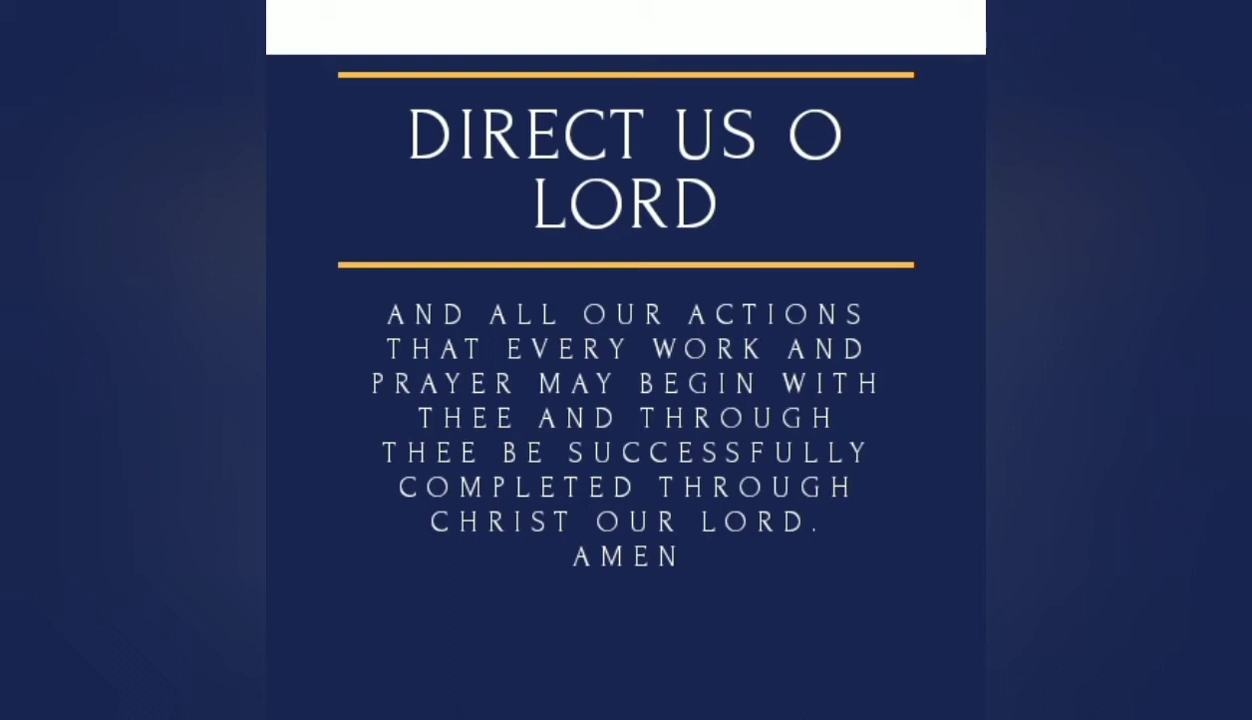 DIRECT US O
LORD
AND ALL OUR ACTIONS
THAT EVERY WORK AND
PRAYER MAY BEGIN WITH
THEE AND THROUGH
THEE BE SUCCESSFULLY
COMPLETED THROUGH
CHRIST OUR LORD.
AMEN